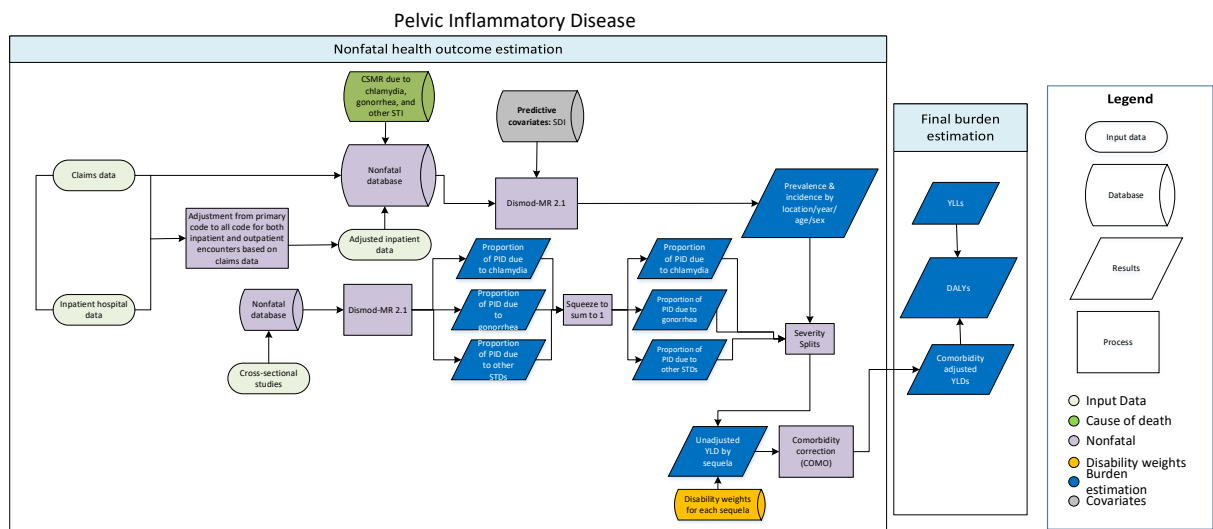 Pelvic Inflammatory Disease
Nonfatal health outcome estimation
CSMR due to
chlamydia,
gonorrhea, and
other STI
Predictive
covariates: SDI
Claims data
Nonfatal
database
Dismod-MR 2.1
Prevalence &
incidence by
location/year/
age/sex
Adjustment from primary
code to all code for both
inpatient and outpatient
encounters based on
claims data
Adjusted inpatient
data
Inpatient hospital
data
Nonfatal
database
Dismod-MR 2.1
Proportion
of PID due
to chlamydia
Proportion
of PID due to
gonorrhea
Proportion
of PID due to
other STDs
Squeeze to
sum to 1
Proportion
of PID due
to chlamydia
Proportion of
PID due to
gonorrhea
Proportion of
PID due to
other STDs
Severity
Splits
Cross-sectional
studies
Unadjusted
YLD by
sequela
Comorbidity
correction
(COMO)
Disability weights
for each sequela
Final burden
estimation
YLLs
DALYs
Comorbidity
adjusted
YLDs
Legend
Input data
Database
Results
Process
Input Data
Cause of death
Nonfatal
Disability weights
Burden
estimation
Covariates